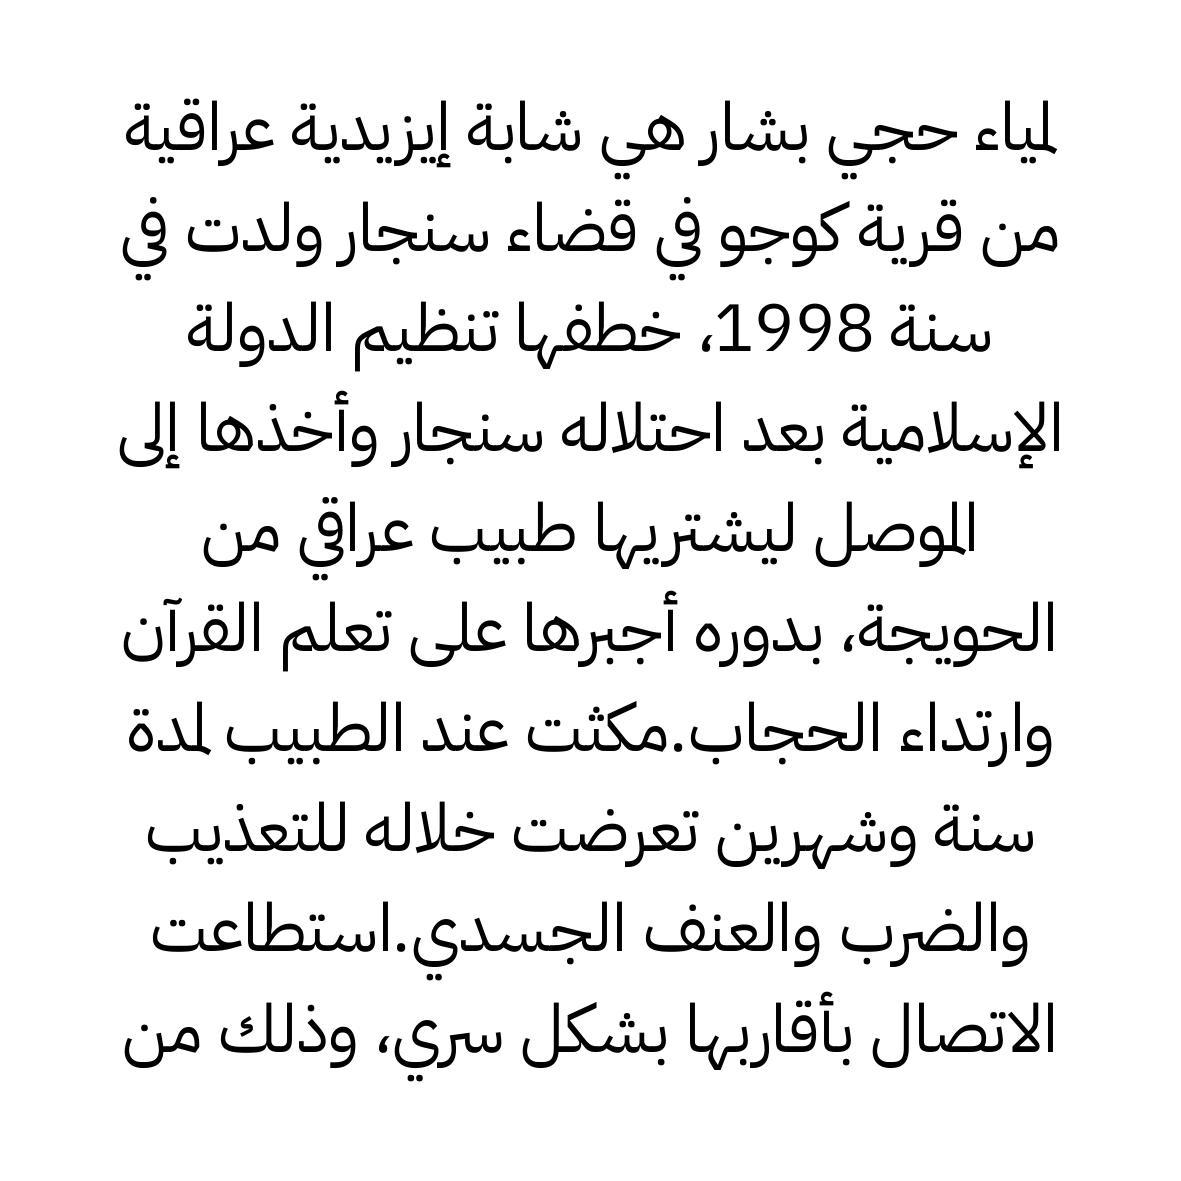 لمياء حجي بشار هي شابة إيزيدية عراقية
من قرية كوجو في قضاء سنجار ولدت في
سنة 1998، خطفها تنظيم الدولة
الإسلامية بعد احتلاله سنجار وأخذها إلى
الموصل ليشتريها طبيب عراقي من
الحويجة، بدوره أجبرها على تعلم القرآن
وارتداء الحجاب.مكثت عند الطبيب لمدة
سنة وشهرين تعرضت خلاله للتعذيب
والضرب والعنف الجسدي.استطاعت
الاتصال بأقاربها بشكل سري، وذلك من